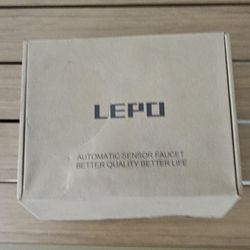 LEPO
AUTOMATIC SENSOR FAUCET
BETTER QUALITY BETTER LIFE